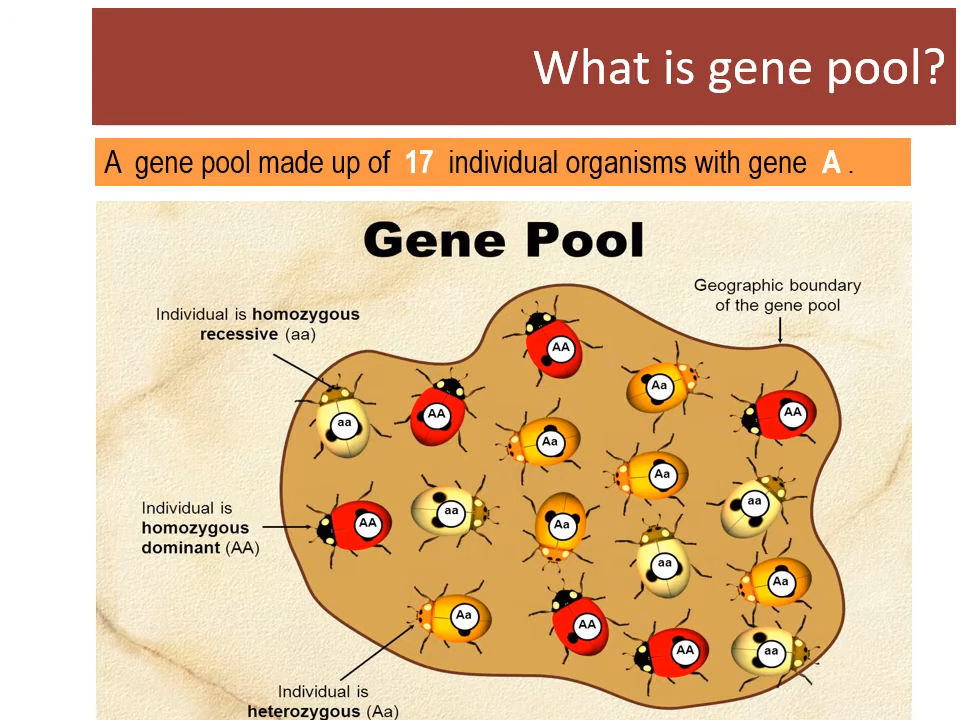 What is gene pool?
A gene pool made up of 17 individual organisms with gene A .
Gene Pool
Geographic boundary
of the gene pool
Individual is homozygous
recessive (aa)
AA
Aa
AA
aa
AA
Aa
Aa
aa
AA
aa
Aa
aa
Aa
Individual is
homozygous
dominant (AA)
Aa
AA
AA
aa
Individual is
heterozygous (Aa)